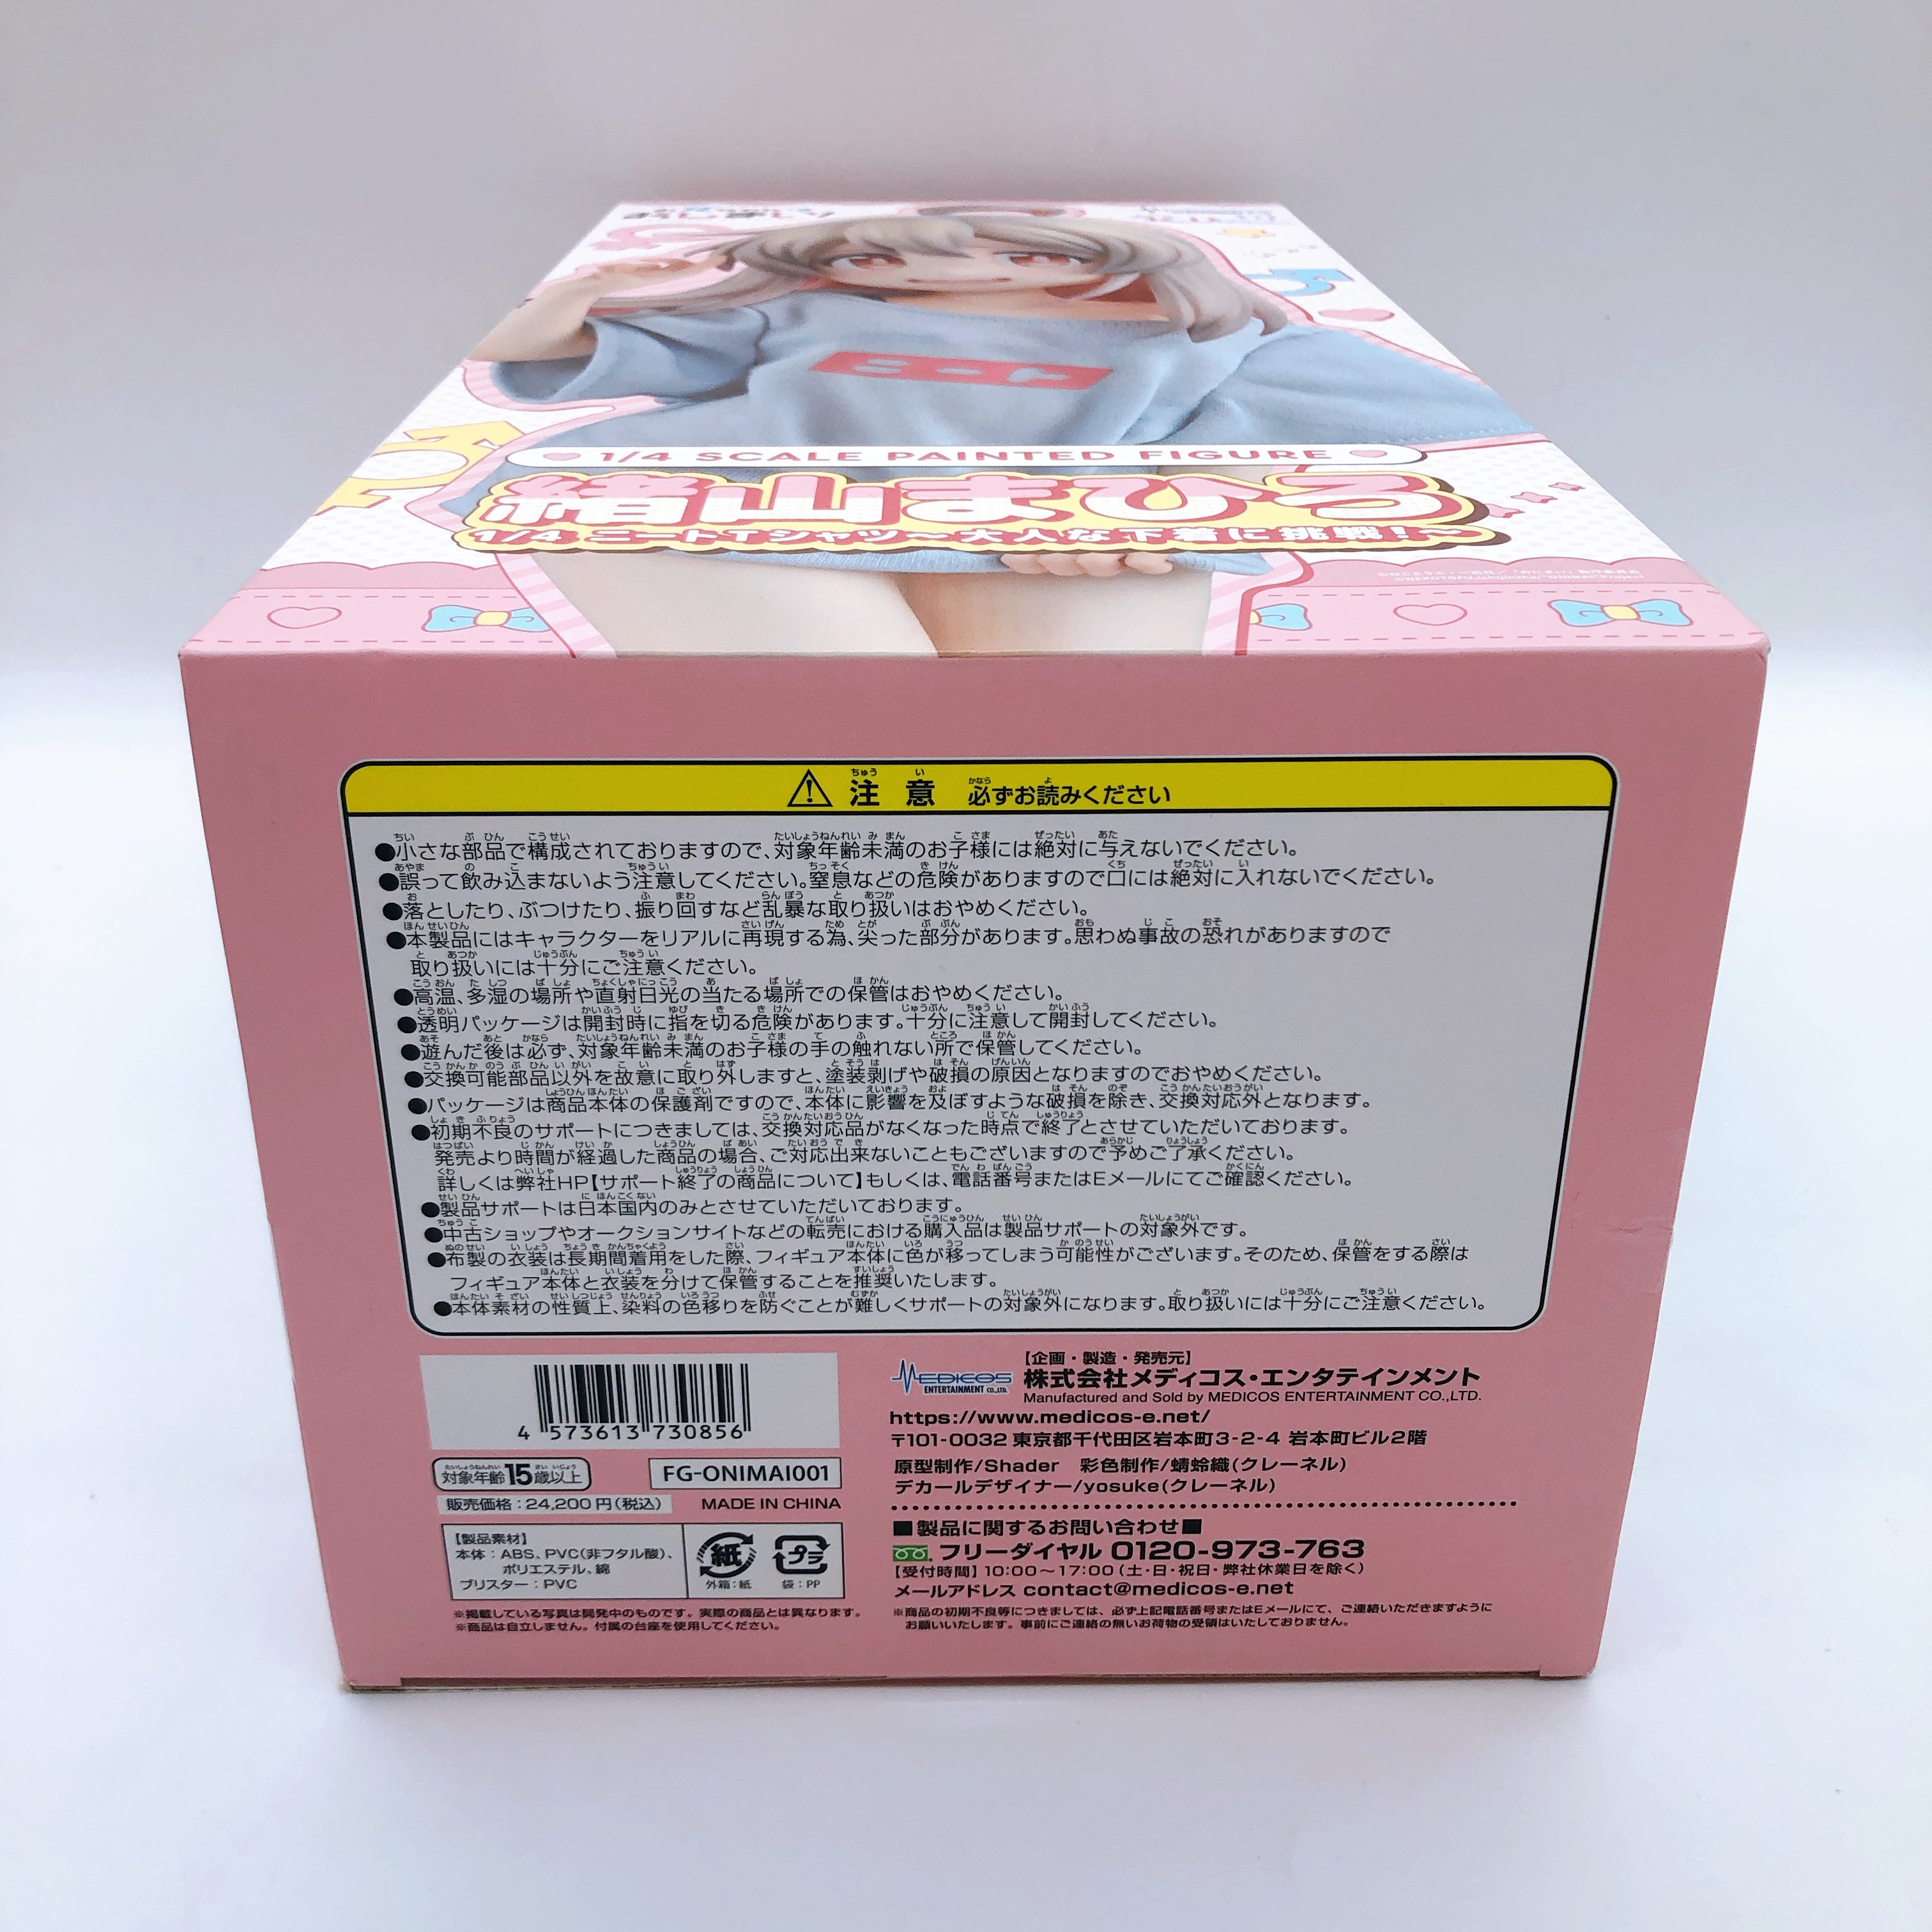 ニート
1/4 SCALE PAINTED FIGURE
緒山まひろ
1/4 ニートTシャツ～大人な下着に挑戦!～
注意 必ずお読みください
●小さな部品で構成されておりますので、対象年齢未満のお子様には絶対に与えないでください。
●誤って飲み込まないよう注意してください。窒息などの危険がありますので口には絶対に入れないでください。
●落としたり、ぶつけたり、振り回すなど乱暴な取り扱いはおやめください。
●本製品にはキャラクターをリアルに再現する為、尖った部分があります。思わぬ事故の恐れがありますので
取り扱いには十分にご注意ください。
●高温、多湿の場所や直射日光の当たる場所での保管はおやめください。
●透明パッケージは開封時に指を切る危険があります。十分に注意して開封してください。
●遊んだ後は必ず、対象年齢未満のお子様の手の触れない所で保管してください。
●交換可能部品以外を故意に取り外しますと、塗装剥げや破損の原因となりますのでおやめください。
●パッケージは商品本体の保護剤ですので、本体に影響を及ぼすような破損を除き、交換対応外となります。
●初期不良のサポートにつきましては、交換対応品がなくなった時点で終了とさせていただいております。
発売より時間が経過した商品の場合、ご対応出来ないこともございますので予めご了承ください。
詳しくは弊社HP【サポート終了の商品について】もしくは、電話番号またはEメールにてご確認ください。
●製品サポートは日本国内のみとさせていただいております。
●中古ショップやオークションサイトなどの転売における購入品は製品サポートの対象外です。
●布製の衣装は長期間着用をした際、フィギュア本体に色が移ってしまう可能性がございます。そのため、保管をする際は
フィギュア本体と衣装を分けて保管することを推奨いたします。
●本体素材の性質上、染料の色移りを防ぐことが難しくサポートの対象外になります。取り扱いには十分にご注意ください。
4 573613 730856
対象年齢15歳以上
FG-ONIMAI001
販売価格:24,200円(税込)
MADE IN CHINA
【製品素材】
本体:ABS、PVC(非フタル酸)、
ポリエステル、綿
ブリスター:PVC
紙
外箱:紙
プラ
袋:PP
※掲載している写真は開発中のものです。実際の商品とは異なります。
※商品は自立しません。付属の台座を使用してください。
MEDICOS
ENTERTAINMENT CO.,LTD.
【企画・製造・発売元】
株式会社メディコス・エンタテインメント
Manufactured and Sold by MEDICOS ENTERTAINMENT CO.,LTD.
https://www.medicos-e.net/
〒101-0032 東京都千代田区岩本町3-2-4 岩本町ビル2階
原型制作/Shader 彩色制作/蜻蛉織(クレーネル)
デカールデザイナー/yosuke(クレーネル)
■製品に関するお問い合わせ■
フリーダイヤル 0120-973-763
【受付時間】10:00～17:00(土・日・祝日・弊社休業日を除く)
メールアドレス contact@medicos-e.net
※商品の初期不良等につきましては、必ず上記電話番号またはEメールにて、ご連絡いただきますように
お願いいたします。事前にご連絡の無いお荷物の受領はいたしておりません。